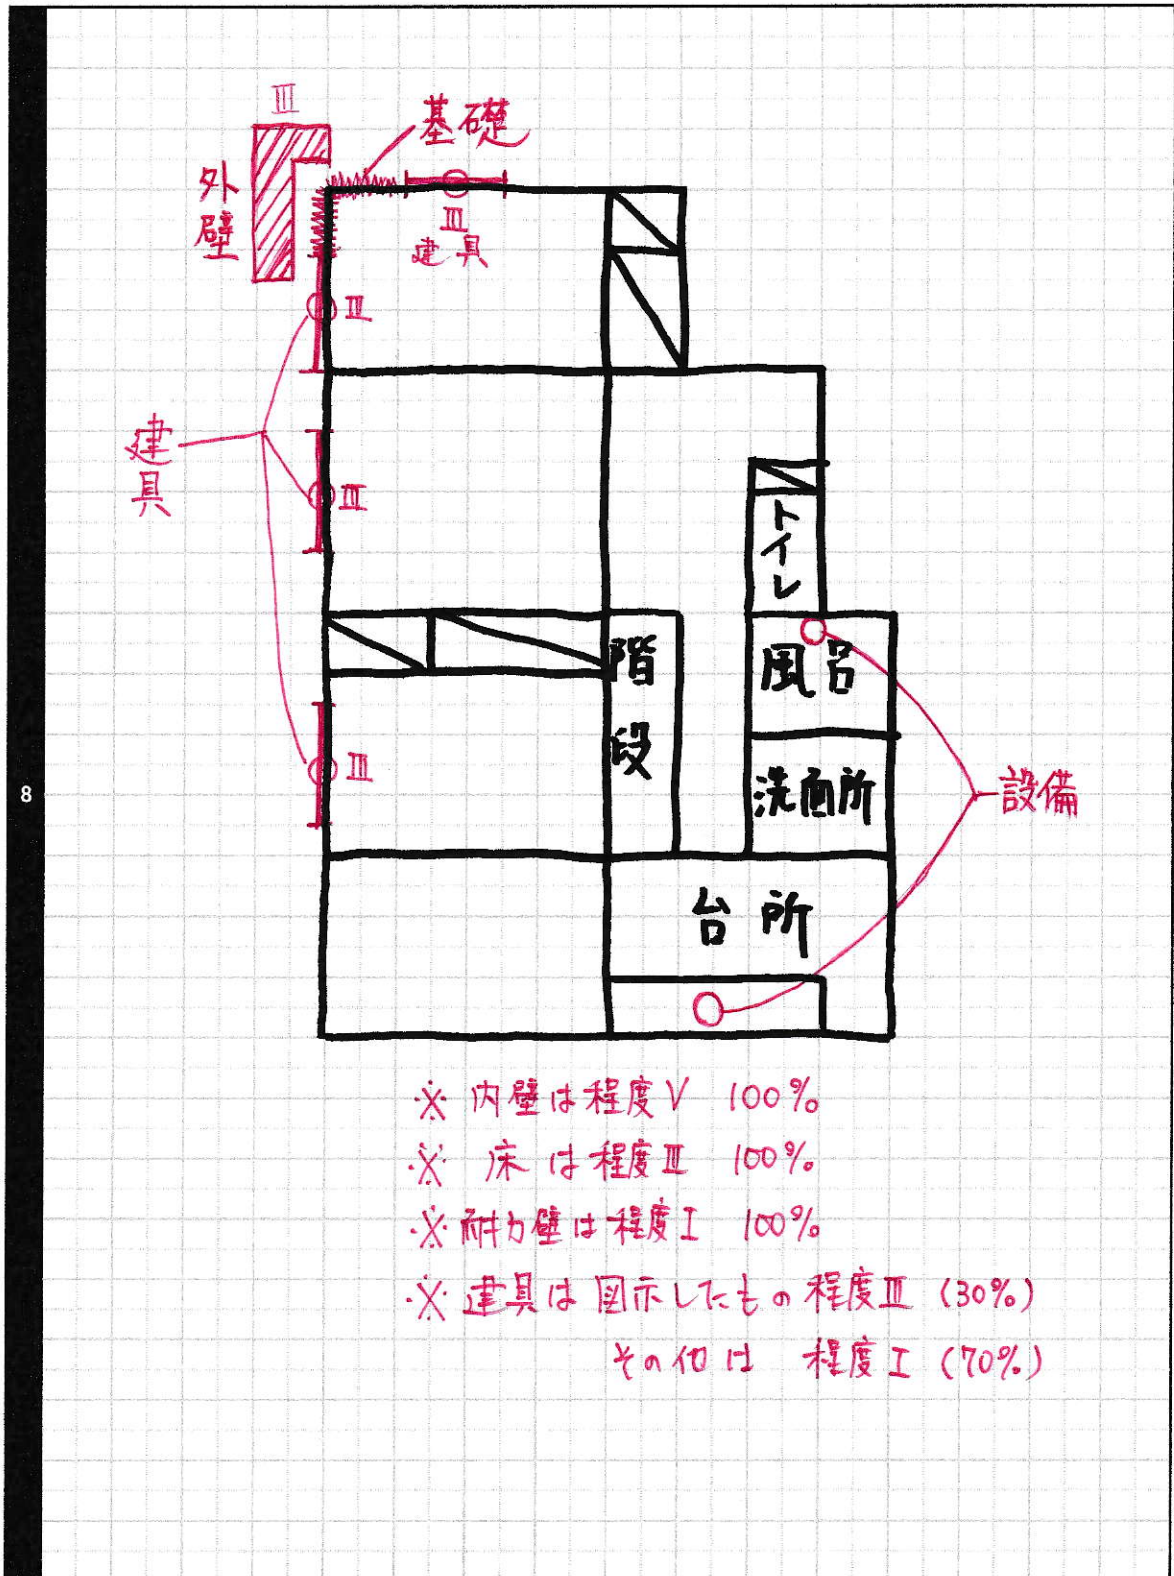 III
基礎
外壁
III
建具
III
建具
III
トイレ
階段
風呂
III
洗面所
設備
8
台所
※ 内壁は程度V 100%
※ 床は程度III 100%
※ 耐力壁は程度I 100%
※ 建具は図示したもの程度III (30%)
その他は 程度I (70%)